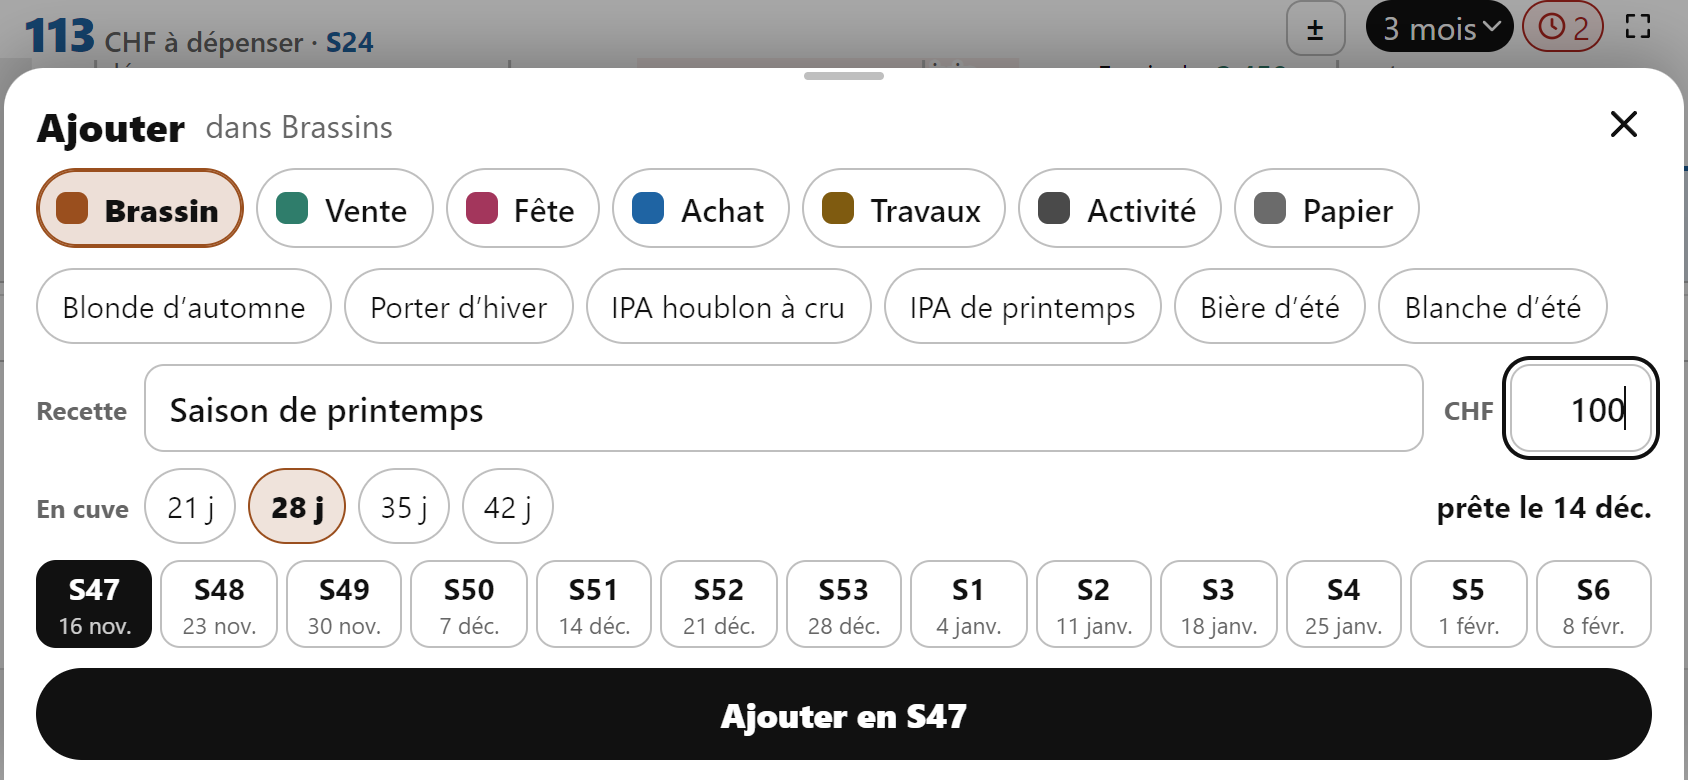 113 CHF à dépenser · S24
± 3 mois 2
Ajouter dans Brassins
Brassin Vente Fête Achat Travaux Activité Papier
Blonde d’automne Porter d’hiver IPA houblon à cru IPA de printemps Bière d’été Blanche d’été
Recette Saison de printemps CHF 100
En cuve 21 j 28 j 35 j 42 j prête le 14 déc.
S47 S48 S49 S50 S51 S52 S53 S1 S2 S3 S4 S5 S6
16 nov. 23 nov. 30 nov. 7 déc. 14 déc. 21 déc. 28 déc. 4 janv. 11 janv. 18 janv. 25 janv. 1 févr. 8 févr.
Ajouter en S47